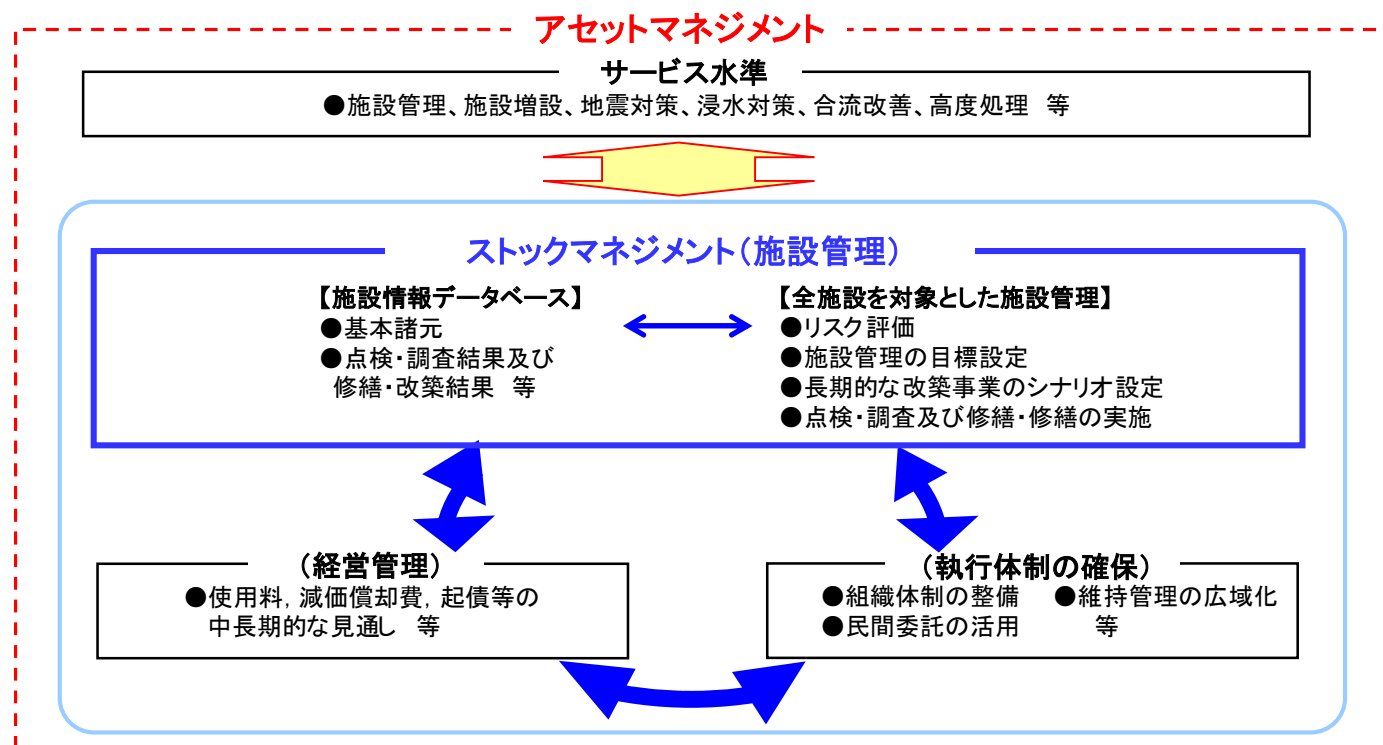 アセットマネジメント
サービス水準
●施設管理、施設増設、地震対策、浸水対策、合流改善、高度処理 等
ストックマネジメント(施設管理)
【施設情報データベース】
●基本諸元
●点検・調査結果及び
修繕・改築結果 等
【全施設を対象とした施設管理】
●リスク評価
●施設管理の目標設定
●長期的な改築事業のシナリオ設定
●点検・調査及び修繕・修繕の実施
(経営管理)
●使用料,減価償却費,起債等の
中長期的な見通し 等
(執行体制の確保)
●組織体制の整備 ●維持管理の広域化
●民間委託の活用 等